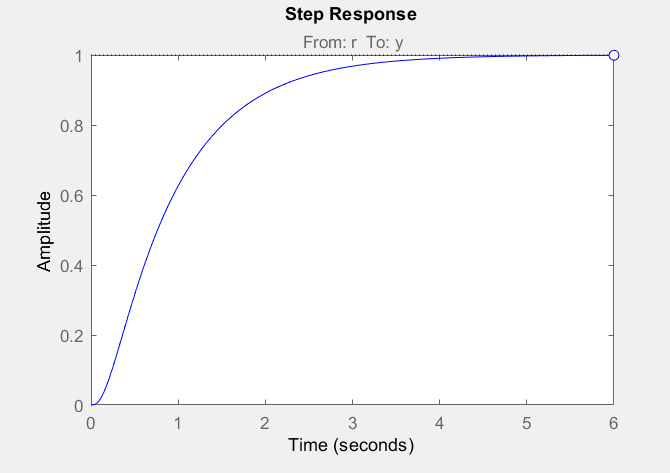 Step Response
From: r  To: y
1
0.8
0.6
0.4
0.2
0
Amplitude
0 1 2 3 4 5 6
Time (seconds)